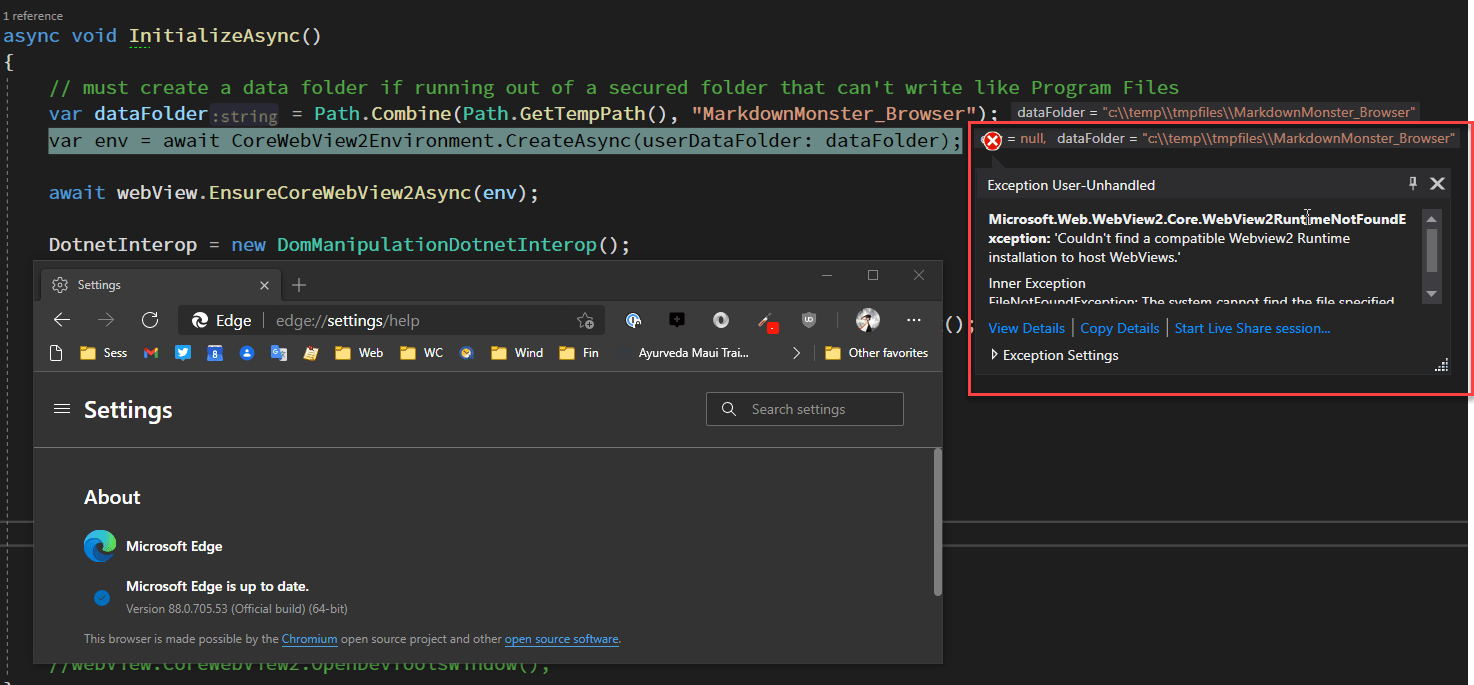 1 reference
async void InitializeAsync()
{
// must create a data folder if running out of a secured folder that can't write like Program Files
var dataFolder:string = Path.Combine(Path.GetTempPath(), "MarkdownMonster_Browser"); dataFolder = "c:\\temp\\tmpfiles\\MarkdownMonster_Browser"
var env = await CoreWebView2Environment.CreateAsync(userDataFolder: dataFolder); = null, dataFolder = "c:\\temp\\tmpfiles\\MarkdownMonster_Browser"
Exception User-Unhandled
Microsoft.Web.WebView2.Core.WebView2RuntimeNotFoundE
xception: 'Couldn't find a compatible Webview2 Runtime
installation to host WebViews.'
Inner Exception
FileNotFoundException: The system cannot find the file specified
View Details | Copy Details | Start Live Share session...
Exception Settings
await webView.EnsureCoreWebView2Async(env);
DotnetInterop = new DomManipulationDotnetInterop();
();
Settings
Edge | edge://settings/help
Sess
8
Web
WC
Wind
Fin
Ayurveda Maui Trai...
Other favorites
Settings
Search settings
About
Microsoft Edge
Microsoft Edge is up to date.
Version 88.0.705.53 (Official build) (64-bit)
This browser is made possible by the Chromium open source project and other open source software.
//webView.CoreWebView2.OpenDevToolsWindow();